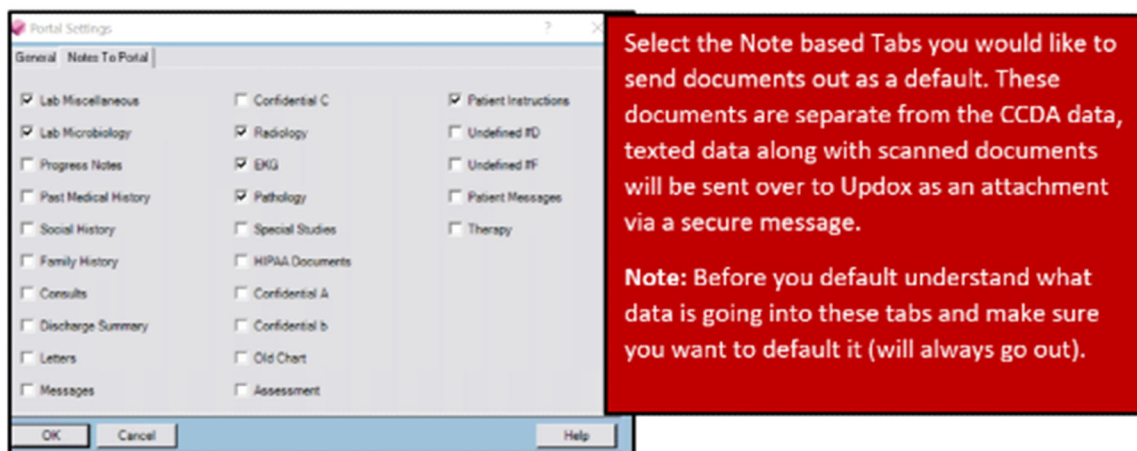 Portal Settings
General Notes To Portal
Lab Miscellaneous
Lab Microbiology
Progress Notes
Past Medical History
Social History
Family History
Consults
Discharge Summary
Letters
Messages
Confidential C
Radiology
EKG
Pathology
Special Studies
HIPAA Documents
Confidential A
Confidential b
Old Chart
Assessment
Patient Instructions
Undefined #D
Undefined #F
Patient Messages
Therapy
OK Cancel Help
Select the Note based Tabs you would like to
send documents out as a default. These
documents are separate from the CCDA data,
texted data along with scanned documents
will be sent over to Updox as an attachment
via a secure message.
Note: Before you default understand what
data is going into these tabs and make sure
you want to default it (will always go out).